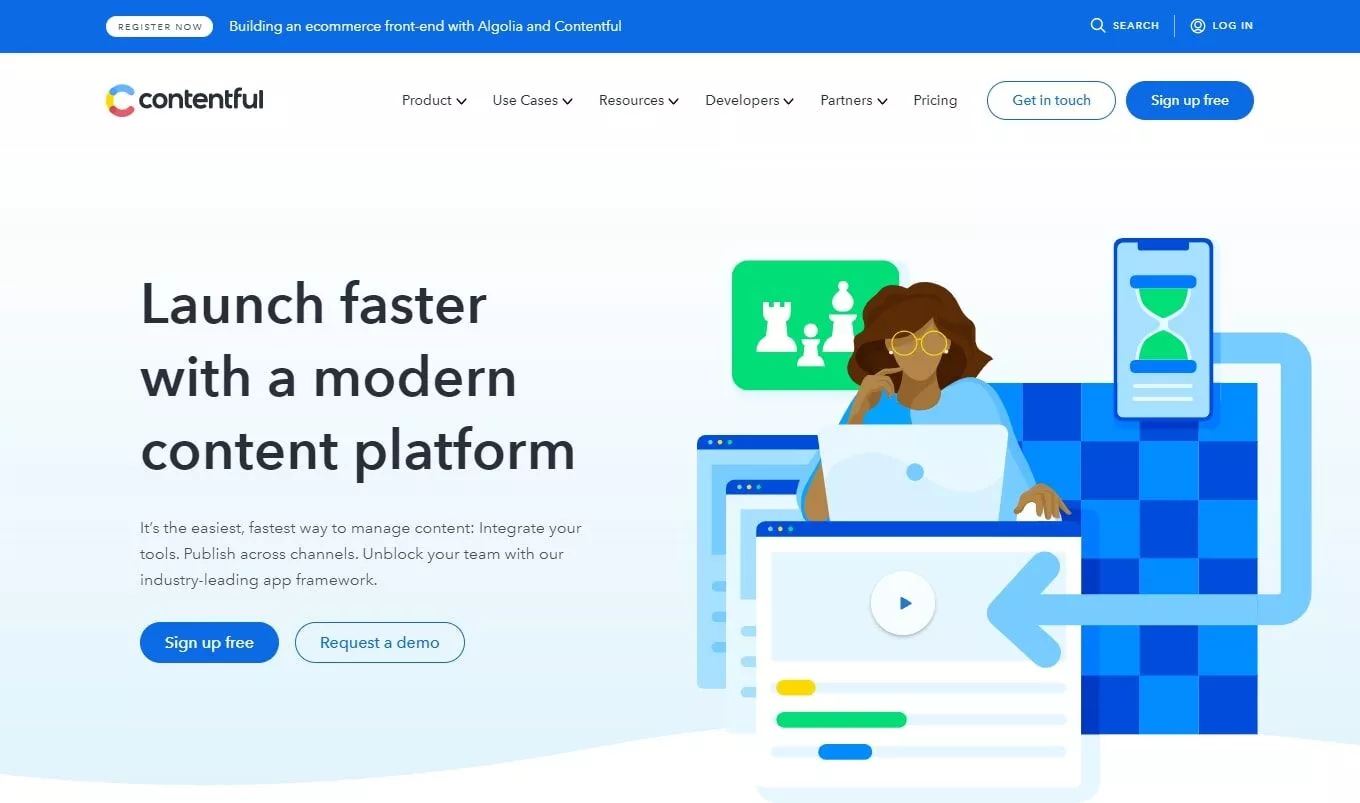 REGISTER NOW
Building an ecommerce front-end with Algolia and Contentful
SEARCH
LOG IN
contentful
Product
Use Cases
Resources
Developers
Partners
Pricing
Get in touch
Sign up free
Launch faster
with a modern
content platform
It’s the easiest, fastest way to manage content: Integrate your
tools. Publish across channels. Unblock your team with our
industry-leading app framework.
Sign up free
Request a demo